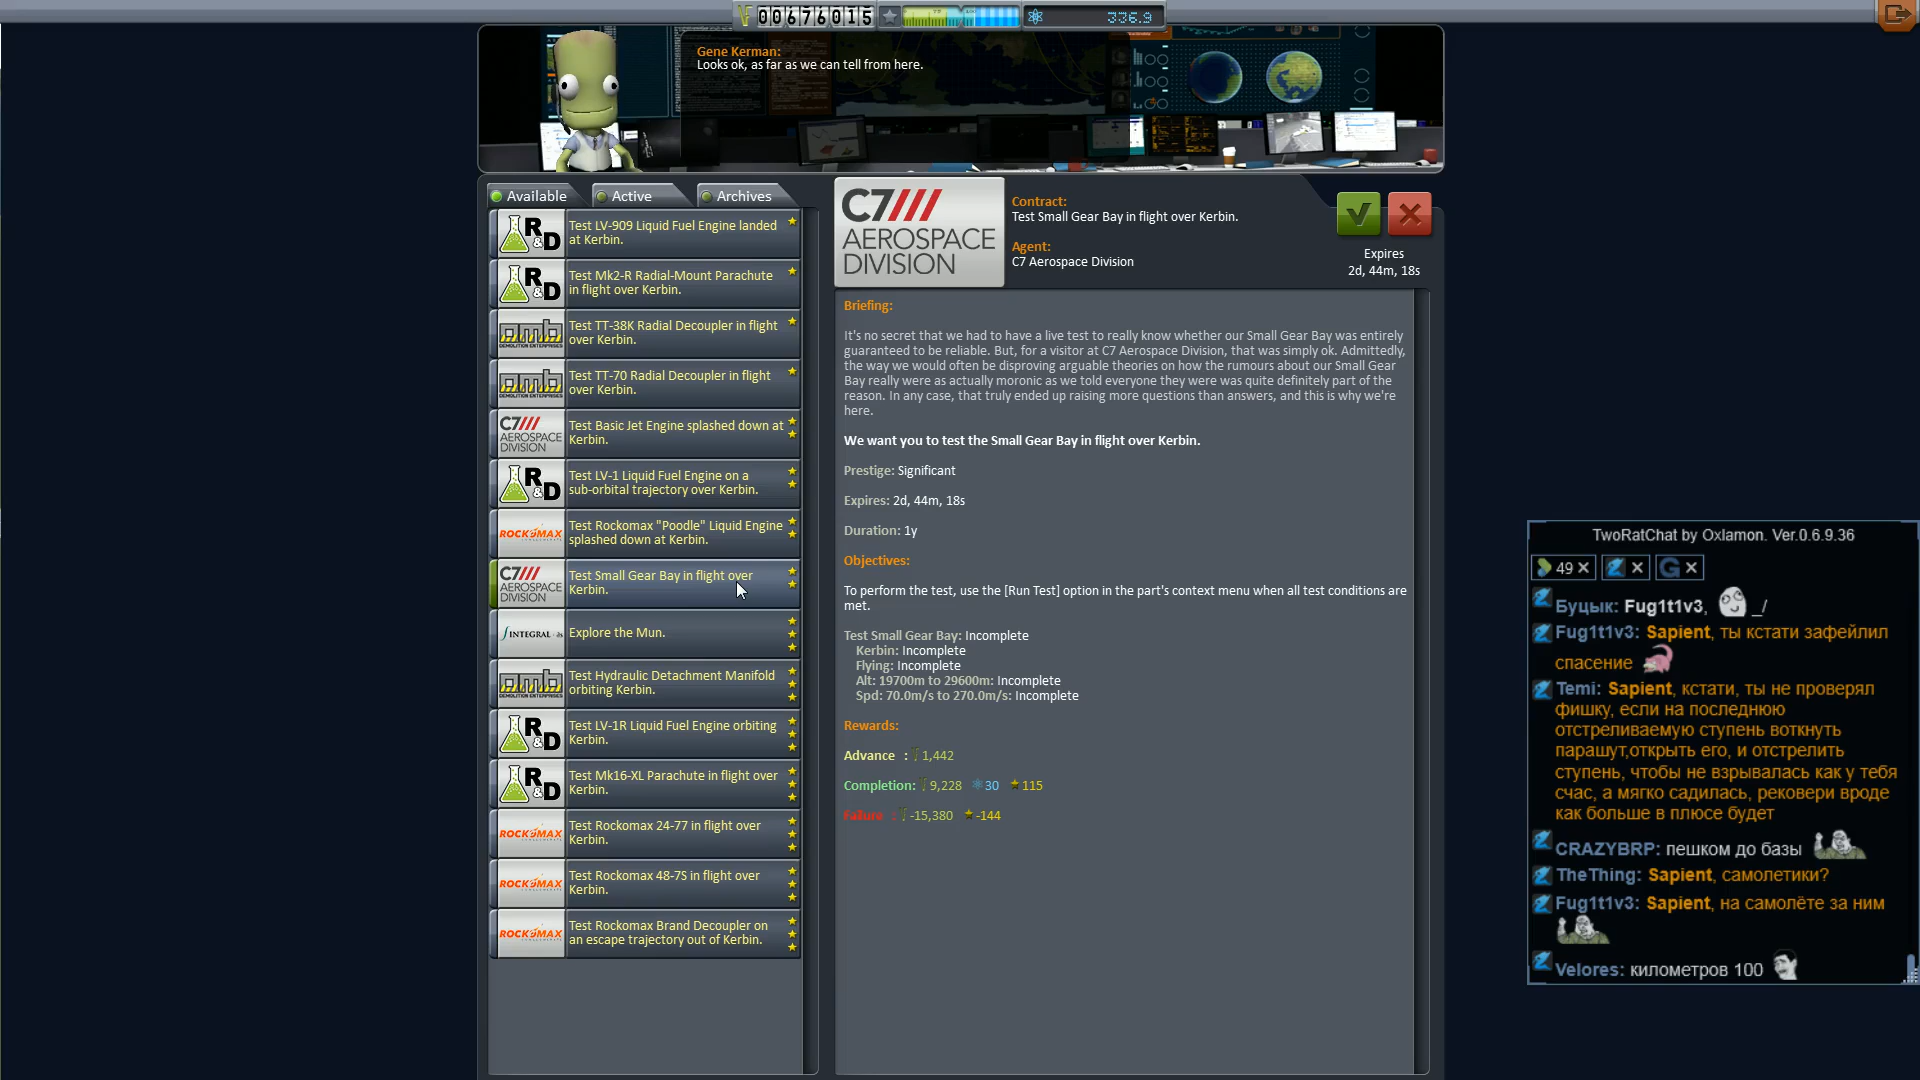 00676015
336.9
Gene Kerman:
Looks ok, as far as we can tell from here.
Available
Active
Archives
R&D
Test LV-909 Liquid Fuel Engine landed
at Kerbin.
R&D
Test Mk2-R Radial-Mount Parachute
in flight over Kerbin.
omb
DEMOLITION ENTERPRISES
Test TT-38K Radial Decoupler in flight
over Kerbin.
omb
DEMOLITION ENTERPRISES
Test TT-70 Radial Decoupler in flight
over Kerbin.
C7///
AEROSPACE
DIVISION
Test Basic Jet Engine splashed down at
Kerbin.
R&D
Test LV-1 Liquid Fuel Engine on a
sub-orbital trajectory over Kerbin.
ROCKOMAX
Test Rockomax "Poodle" Liquid Engine
splashed down at Kerbin.
C7///
AEROSPACE
DIVISION
Test Small Gear Bay in flight over
Kerbin.
INTEGRAL
Explore the Mun.
omb
DEMOLITION ENTERPRISES
Test Hydraulic Detachment Manifold
orbiting Kerbin.
R&D
Test LV-1R Liquid Fuel Engine orbiting
Kerbin.
R&D
Test Mk16-XL Parachute in flight over
Kerbin.
ROCKOMAX
Test Rockomax 24-77 in flight over
Kerbin.
ROCKOMAX
Test Rockomax 48-7S in flight over
Kerbin.
ROCKOMAX
Test Rockomax Brand Decoupler on
an escape trajectory out of Kerbin.
C7///
AEROSPACE
DIVISION
Contract:
Test Small Gear Bay in flight over Kerbin.
Agent:
C7 Aerospace Division
Expires
2d, 44m, 18s
Briefing:
It's no secret that we had to have a live test to really know whether our Small Gear Bay was entirely
guaranteed to be reliable. But, for a visitor at C7 Aerospace Division, that was simply ok. Admittedly,
the way we would often be disproving arguable theories on how the rumours about our Small Gear
Bay really were as actually moronic as we told everyone they were was quite definitely part of the
reason. In any case, that truly ended up raising more questions than answers, and this is why we're
here.
We want you to test the Small Gear Bay in flight over Kerbin.
Prestige: Significant
Expires: 2d, 44m, 18s
Duration: 1y
Objectives:
To perform the test, use the [Run Test] option in the part's context menu when all test conditions are
met.
Test Small Gear Bay: Incomplete
Kerbin: Incomplete
Flying: Incomplete
Alt: 19700m to 29600m: Incomplete
Spd: 70.0m/s to 270.0m/s: Incomplete
Rewards:
Advance : 1,442
Completion: 9,228 30 115
Failure : -15,380 -144
TwoRatChat by Oxlamon. Ver.0.6.9.36
49
Буцык: Fug1t1v3, _/
Fug1t1v3: Sapient, ты кстати зафейлил
спасение
Temi: Sapient, кстати, ты не проверял
фишку, если на последнюю
отстреливаемую ступень воткнуть
парашут,открыть его, и отстрелить
ступень, чтобы не взрывалась как у тебя
счас, а мягко садилась, рековери вроде
как больше в плюсе будет
CRAZYBRP: пешком до базы
TheThing: Sapient, самолетики?
Fug1t1v3: Sapient, на самолёте за ним
Velores: километров 100